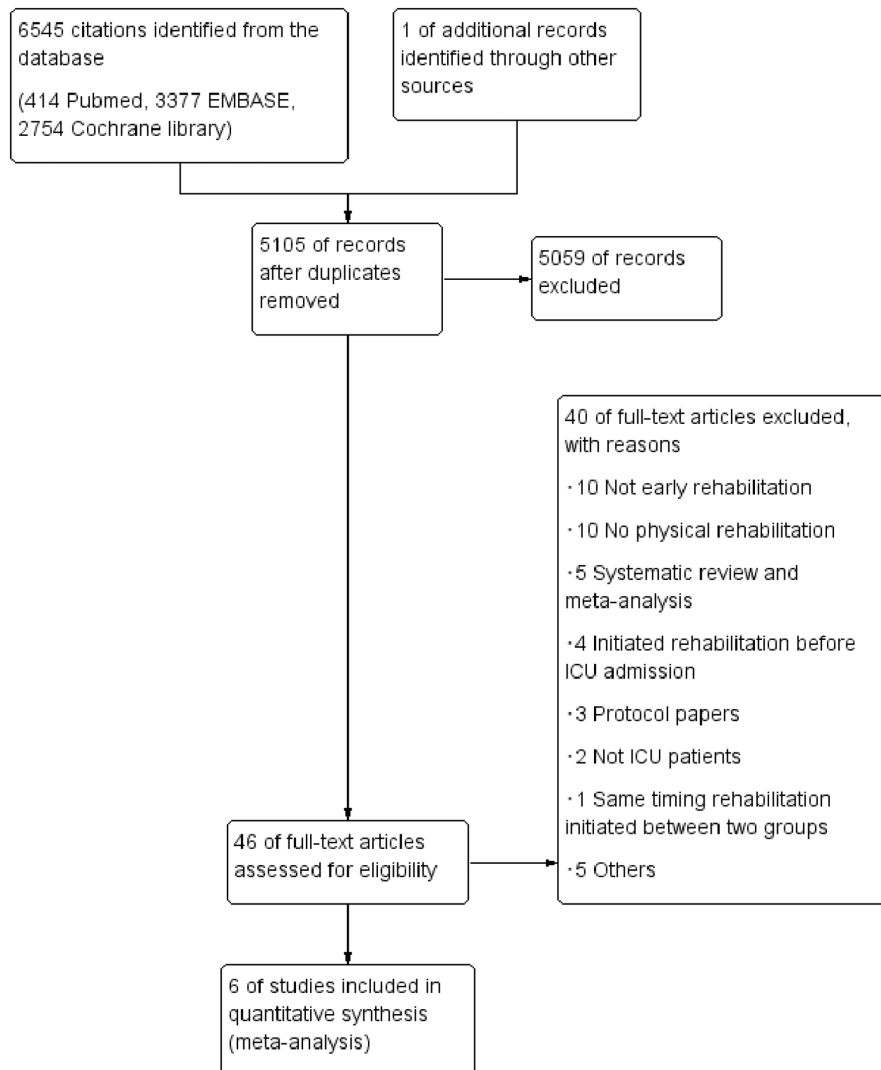 6545 citations identified from the
database
(414 Pubmed, 3377 EMBASE,
2754 Cochrane library)
1 of additional records
identified through other
sources
5105 of records
after duplicates
removed
5059 of records
excluded
40 of full-text articles excluded,
with reasons
・10 Not early rehabilitation
・10 No physical rehabilitation
・5 Systematic review and
meta-analysis
・4 Initiated rehabilitation before
ICU admission
・3 Protocol papers
・2 Not ICU patients
・1 Same timing rehabilitation
initiated between two groups
・5 Others
46 of full-text articles
assessed for eligibility
6 of studies included in
quantitative synthesis
(meta-analysis)